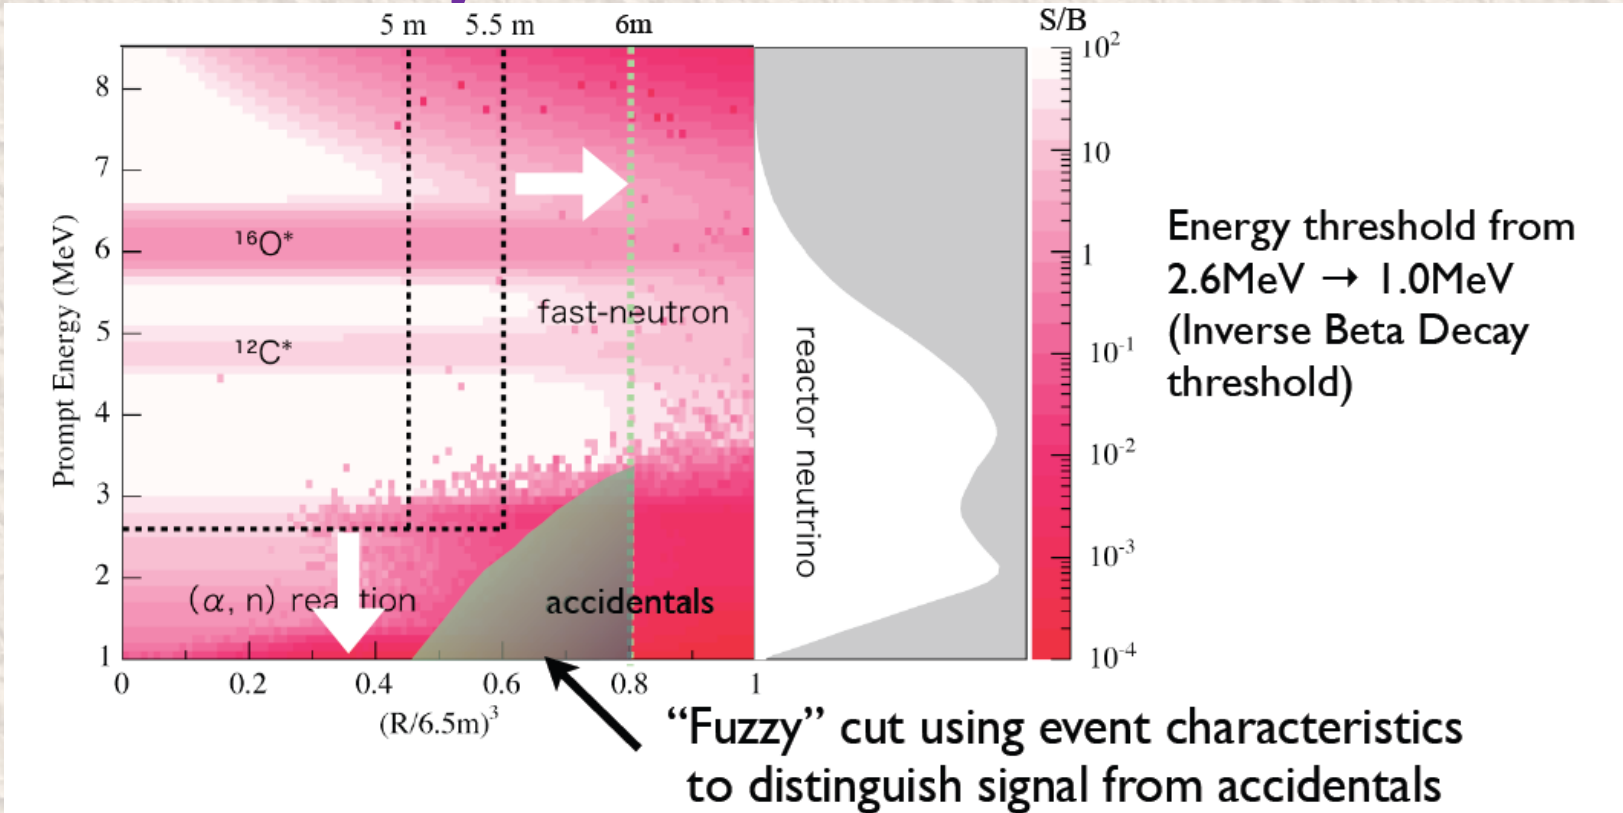 5 m 5.5 m 6m S/B
8
7
6
5
4
3
2
1
Prompt Energy (MeV)
¹⁶O*
¹²C*
fast-neutron
(α, n) reaction
accidentals
0 0.2 0.4 0.6 0.8 1
(R/6.5m)³
reactor neutrino
10²
10
1
10⁻¹
10⁻²
10⁻³
10⁻⁴
Energy threshold from
2.6MeV → 1.0MeV
(Inverse Beta Decay
threshold)
“Fuzzy” cut using event characteristics
to distinguish signal from accidentals